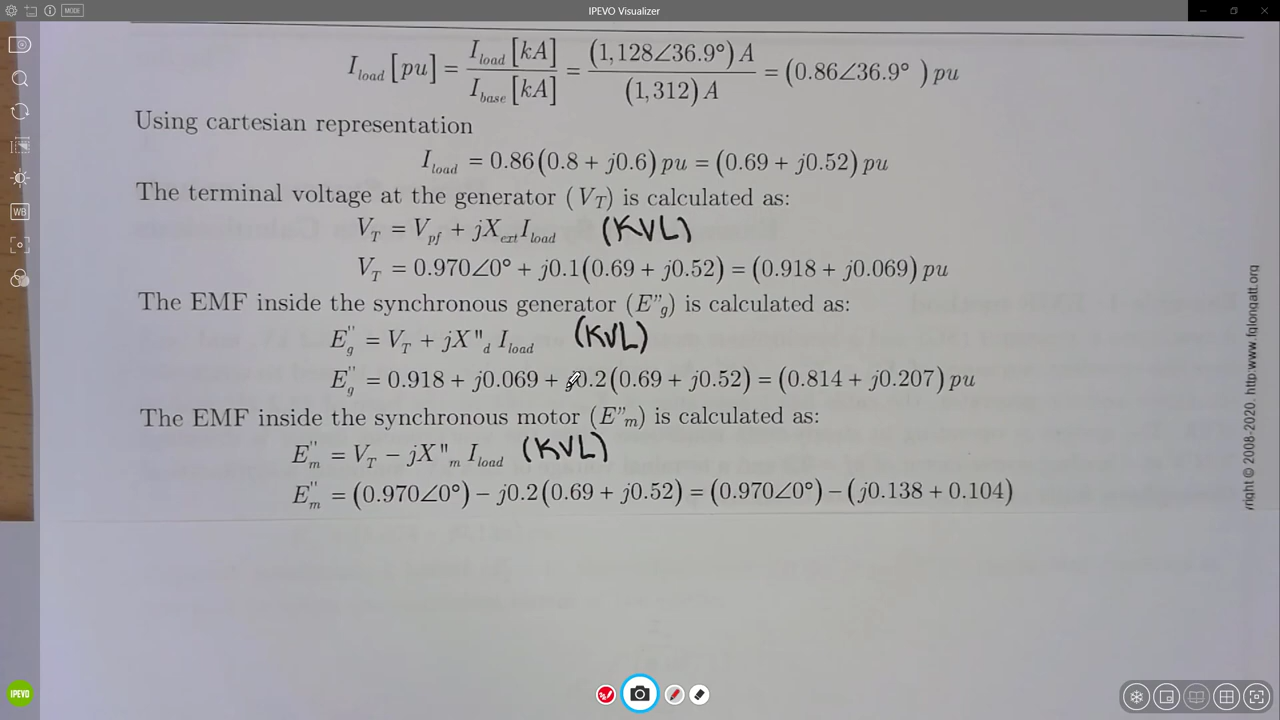 IPEVO Visualizer
MODE
I_load [pu] = I_load [kA] / I_base [kA] = (1,128∠36.9°) A / (1,312) A = (0.86∠36.9° ) pu
Using cartesian representation
I_load = 0.86(0.8 + j0.6) pu = (0.69 + j0.52) pu
The terminal voltage at the generator (V_T) is calculated as:
V_T = V_pf + jX_ext I_load (KVL)
V_T = 0.970∠0° + j0.1(0.69 + j0.52) = (0.918 + j0.069) pu
The EMF inside the synchronous generator (E"_g) is calculated as:
E"_g = V_T + jX"_d I_load (KVL)
E"_g = 0.918 + j0.069 + j0.2(0.69 + j0.52) = (0.814 + j0.207) pu
The EMF inside the synchronous motor (E"_m) is calculated as:
E"_m = V_T − jX"_m I_load (KVL)
E"_m = (0.970∠0°) − j0.2(0.69 + j0.52) = (0.970∠0°) − (j0.138 + 0.104)
right © 2008-2020. http: www.fglongatt.org
WB
IPEVO